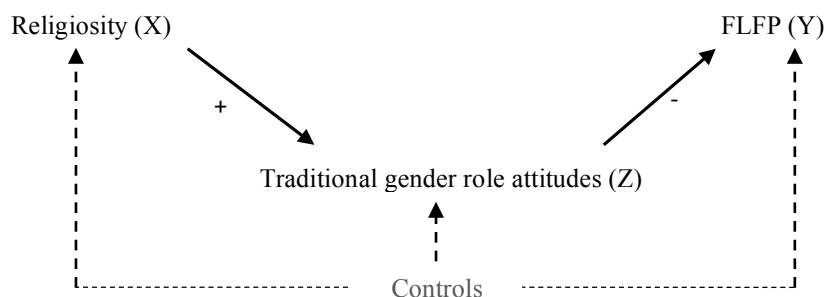 Religiosity (X) FLFP (Y)
+ -
Traditional gender role attitudes (Z)
Controls